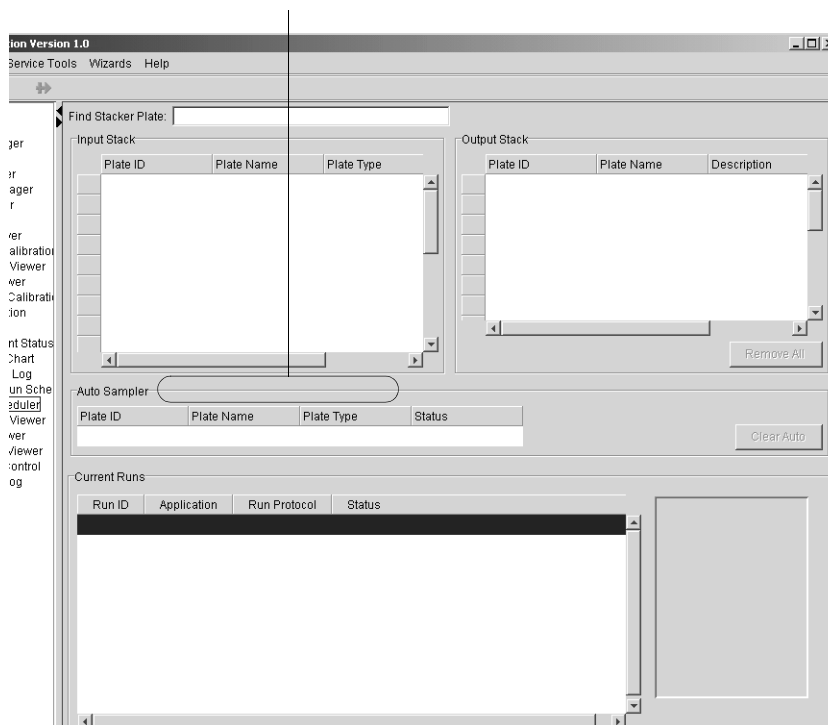 tion Version 1.0
Service Tools Wizards Help
Find Stacker Plate:
Input Stack
Plate ID Plate Name Plate Type
Output Stack
Plate ID Plate Name Description
Remove All
Auto Sampler
Plate ID Plate Name Plate Type Status
Clear Auto
Current Runs
Run ID Application Run Protocol Status
ger
er
ager
r
ver
alibration
Viewer
wer
Calibrati
tion
nt Status
Chart
Log
un Sche
eduler
Viewer
wer
Viewer
ontrol
og